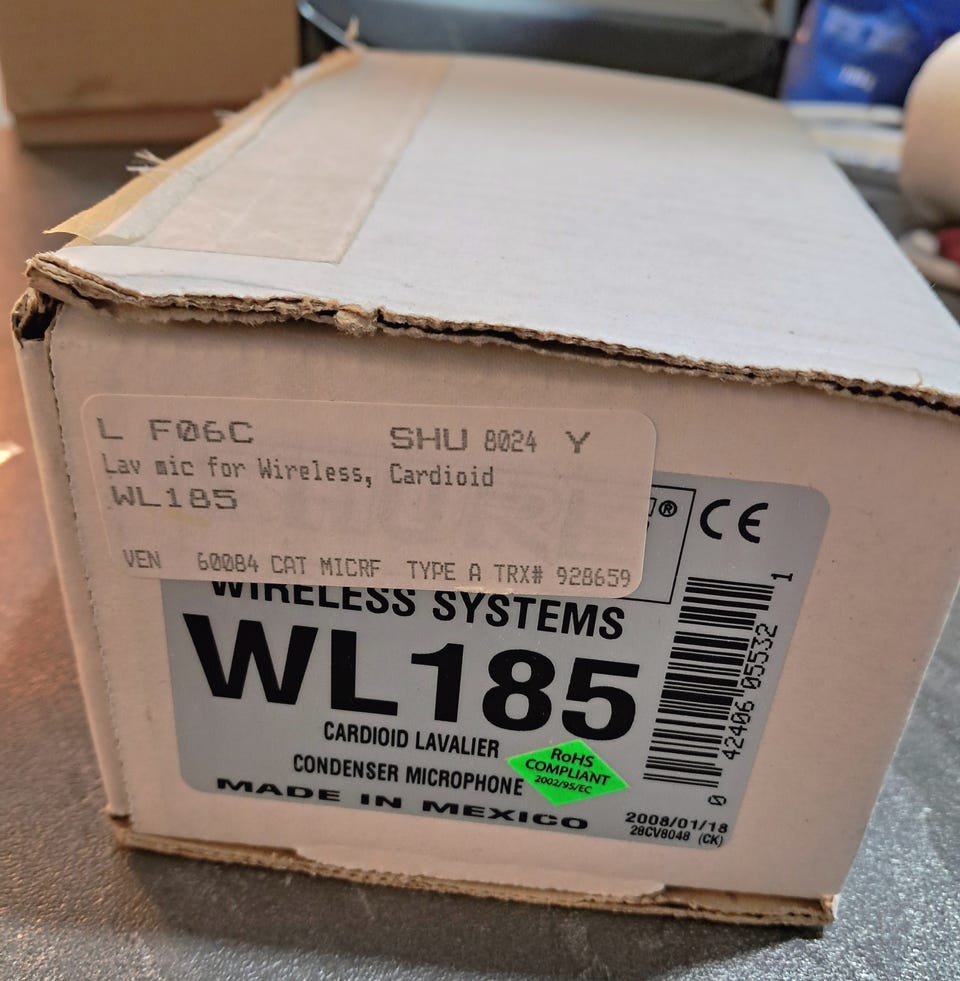 L F06C SHU 8024 Y
Lav mic for Wireless, Cardioid
WL185
VEN 60084 CAT MICRF TYPE A TRX# 928659
® CE
WIRELESS SYSTEMS
WL185
CARDIOID LAVALIER
CONDENSER MICROPHONE
MADE IN MEXICO
RoHS
COMPLIANT
2002/95/EC
0 42406 05532 1
2008/01/18
28CV8048 (CK)